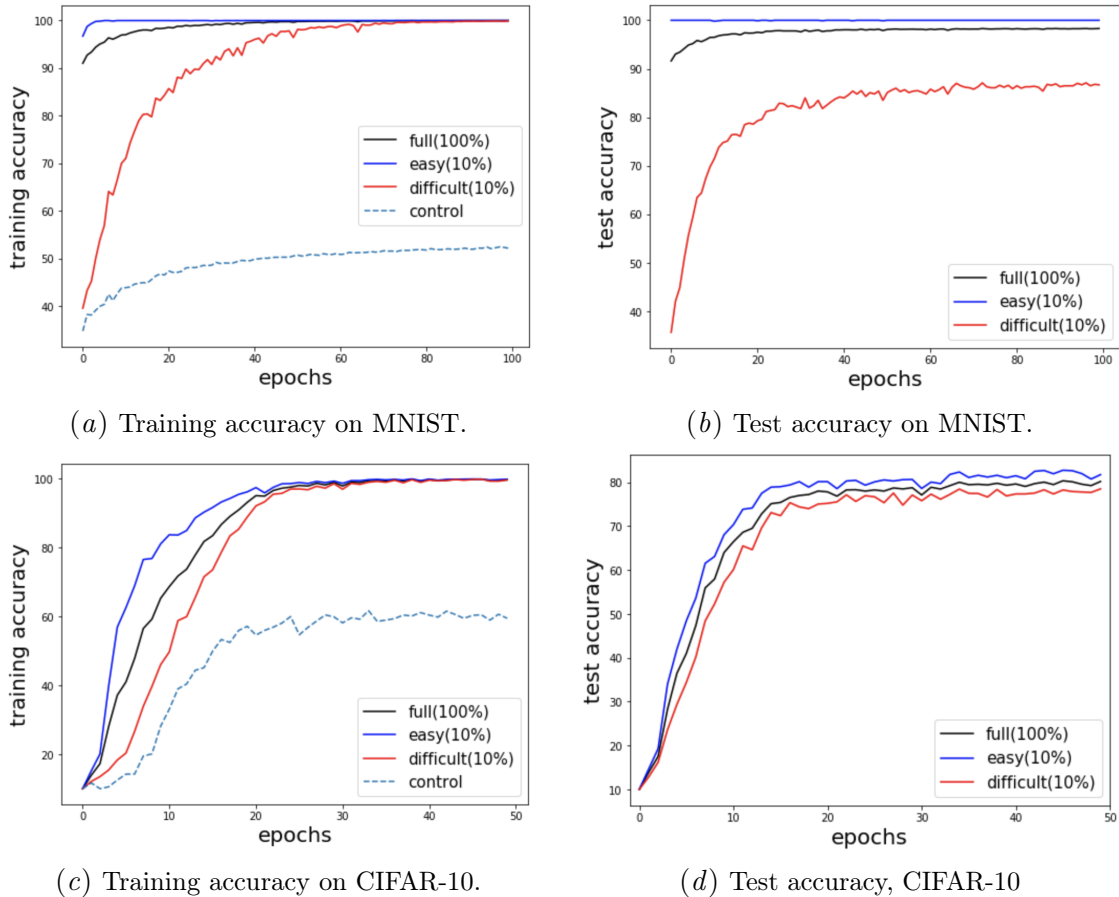 training accuracy
100
90
80
70
60
50
40
full(100%)
easy(10%)
difficult(10%)
control
0 20 40 60 80 100
epochs
(a) Training accuracy on MNIST.
test accuracy
100
90
80
70
60
50
40
full(100%)
easy(10%)
difficult(10%)
0 20 40 60 80 100
epochs
(b) Test accuracy on MNIST.
training accuracy
100
80
60
40
20
full(100%)
easy(10%)
difficult(10%)
control
0 10 20 30 40 50
epochs
(c) Training accuracy on CIFAR-10.
test accuracy
80
70
60
50
40
30
20
10
full(100%)
easy(10%)
difficult(10%)
0 10 20 30 40 50
epochs
(d) Test accuracy, CIFAR-10